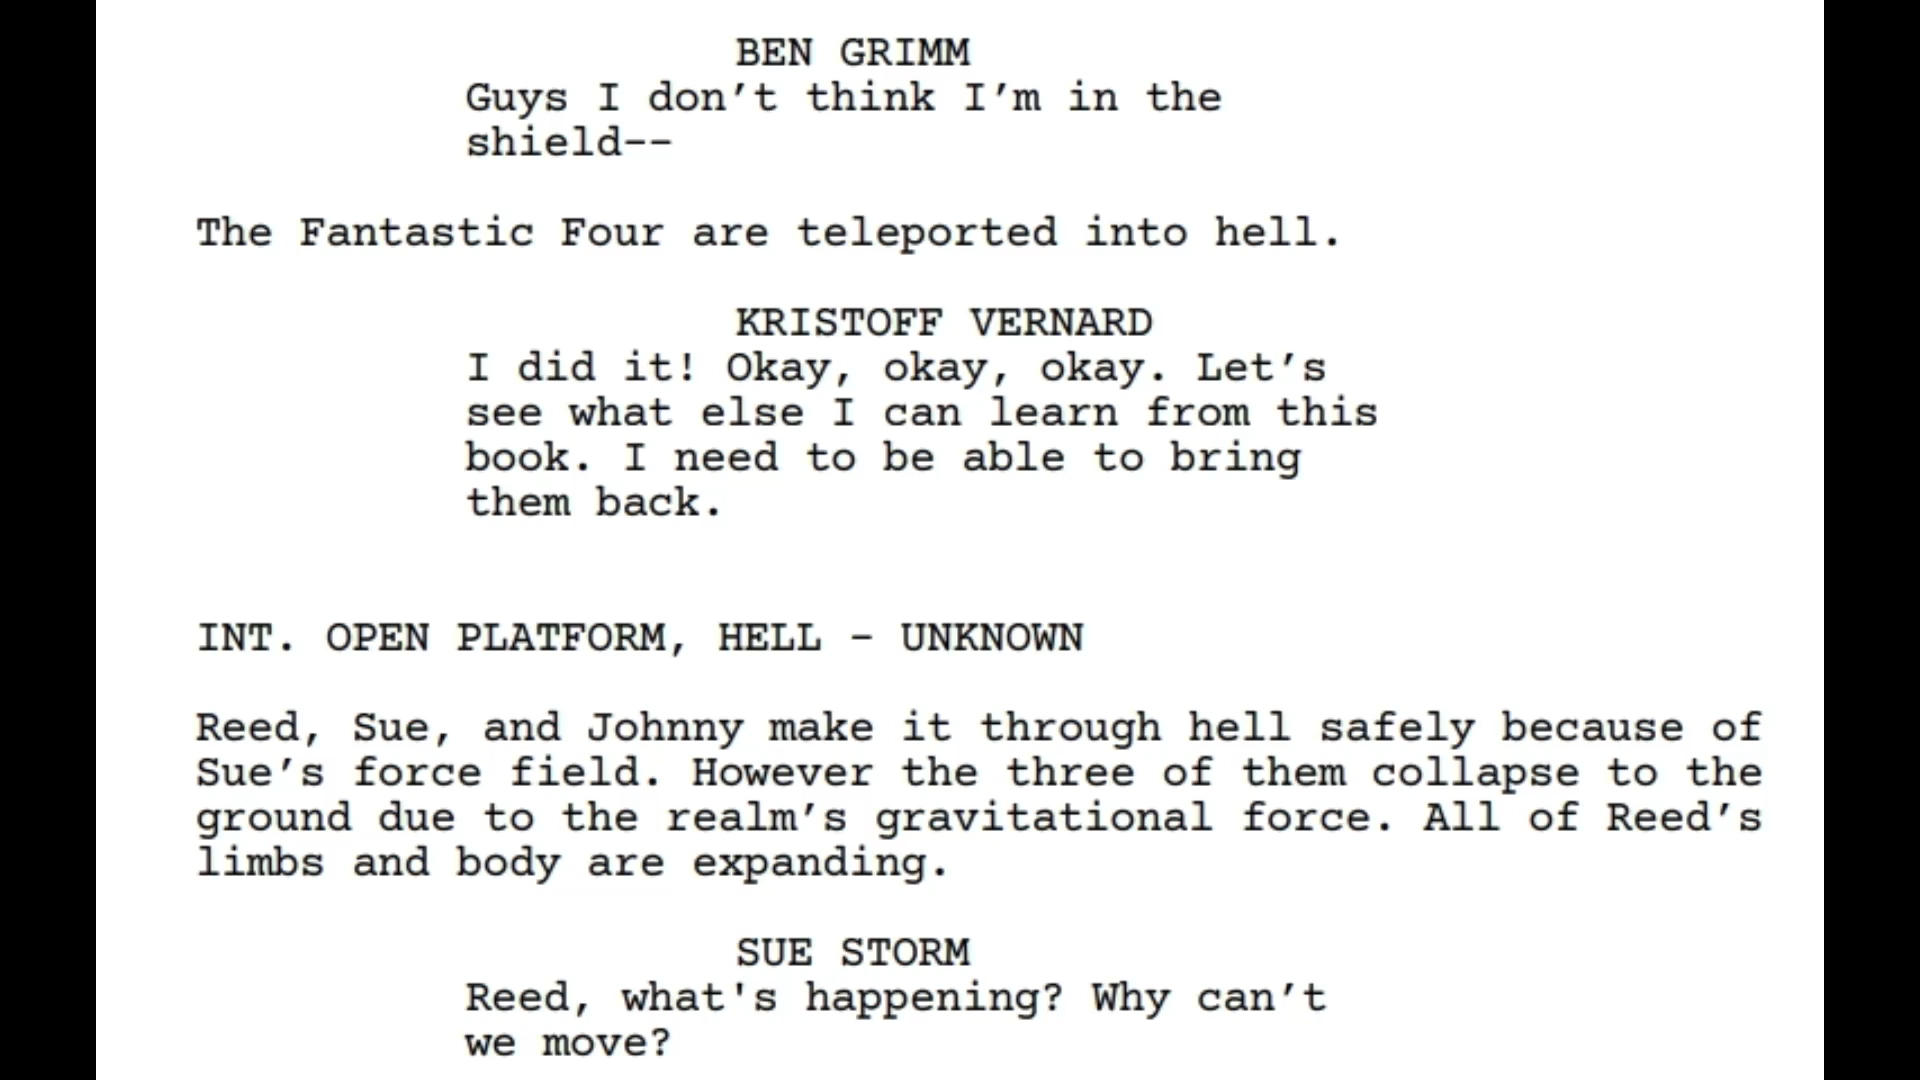 BEN GRIMM
Guys I don’t think I’m in the
shield--
The Fantastic Four are teleported into hell.
KRISTOFF VERNARD
I did it! Okay, okay, okay. Let’s
see what else I can learn from this
book. I need to be able to bring
them back.
INT. OPEN PLATFORM, HELL – UNKNOWN
Reed, Sue, and Johnny make it through hell safely because of
Sue’s force field. However the three of them collapse to the
ground due to the realm’s gravitational force. All of Reed’s
limbs and body are expanding.
SUE STORM
Reed, what's happening? Why can’t
we move?